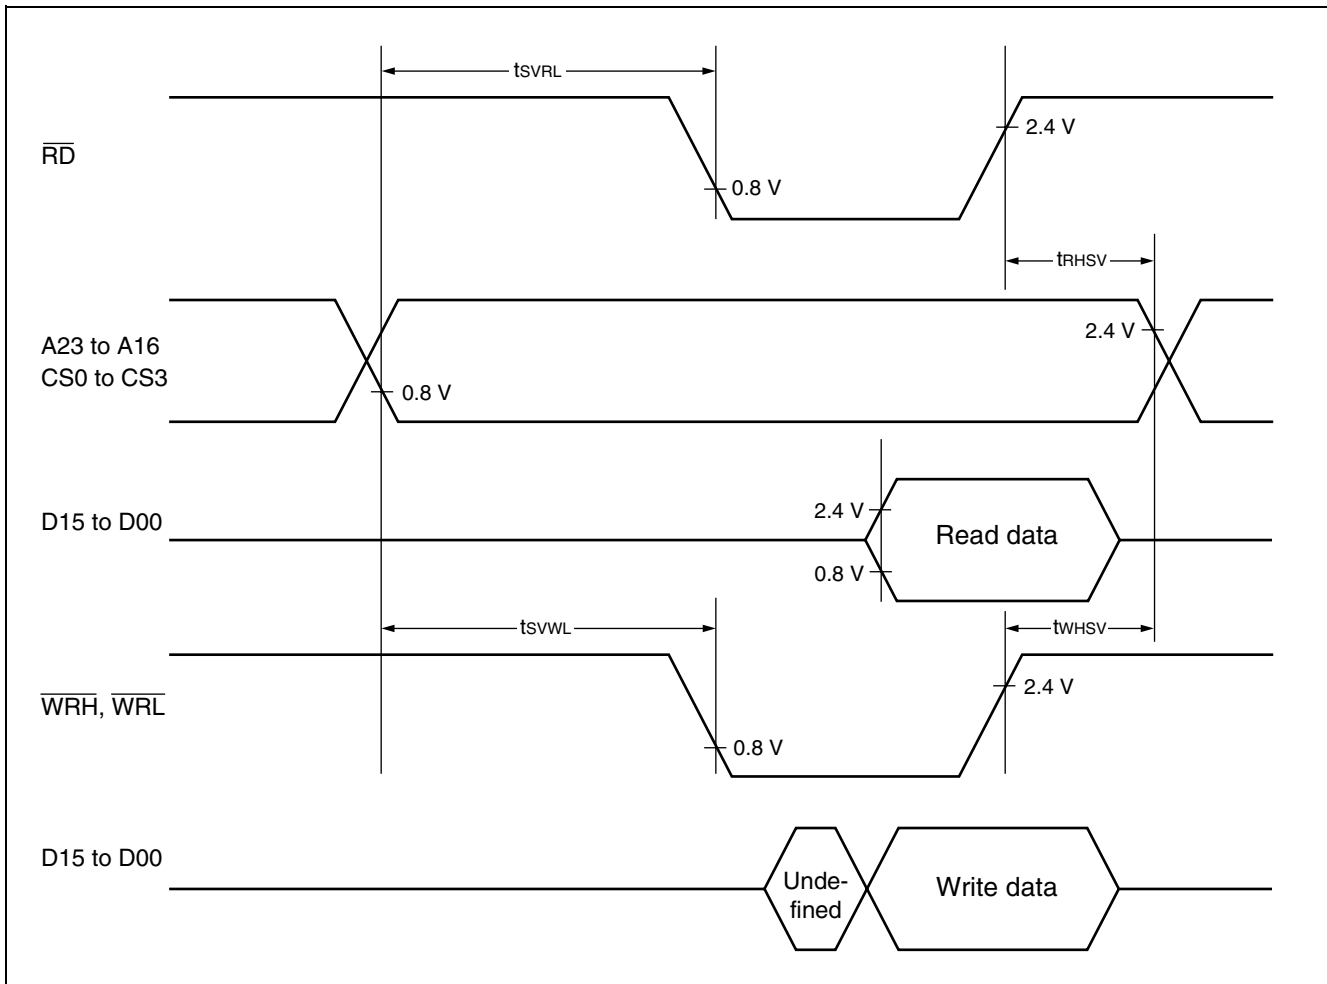 tSVRL
2.4 V
RD
0.8 V
tRHSV
A23 to A16
2.4 V
CS0 to CS3
0.8 V
D15 to D00
2.4 V
Read data
0.8 V
tSVWL
tWHSV
WRH, WRL
2.4 V
0.8 V
D15 to D00
Unde-
fined
Write data